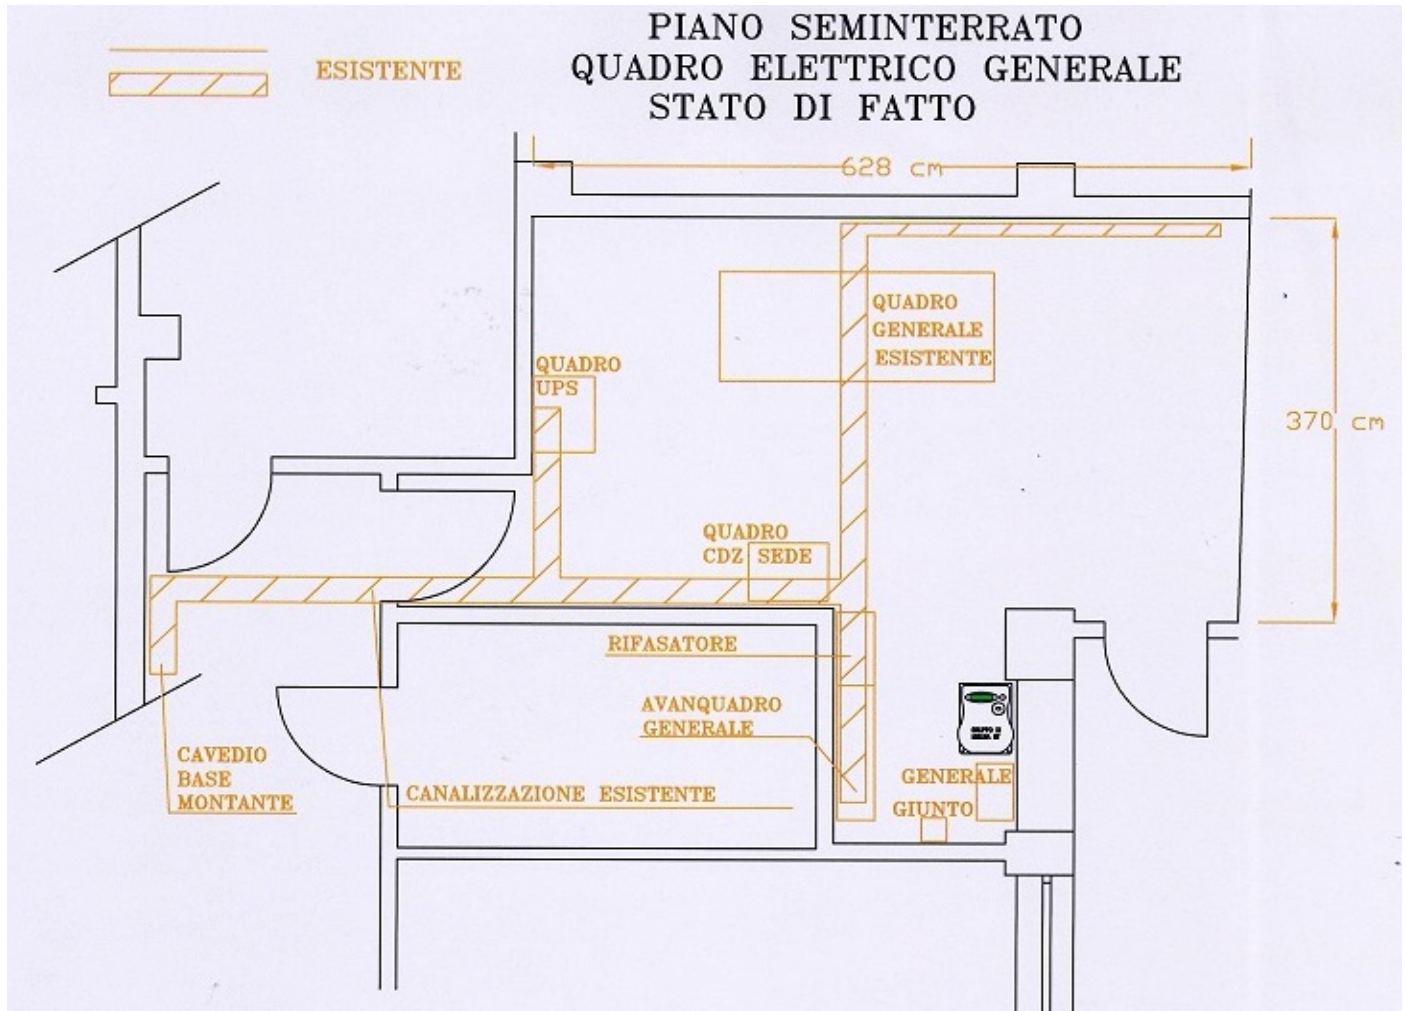 PIANO SEMINTERRATO
QUADRO ELETTRICO GENERALE
STATO DI FATTO
ESISTENTE
628 cm
QUADRO
GENERALE
ESISTENTE
QUADRO
UPS
370 cm
QUADRO
CDZ SEDE
RIFASATORE
AVANQUADRO
GENERALE
CAVEDIO
BASE
MONTANTE
CANALIZZAZIONE ESISTENTE
GENERALE
GIUNTO